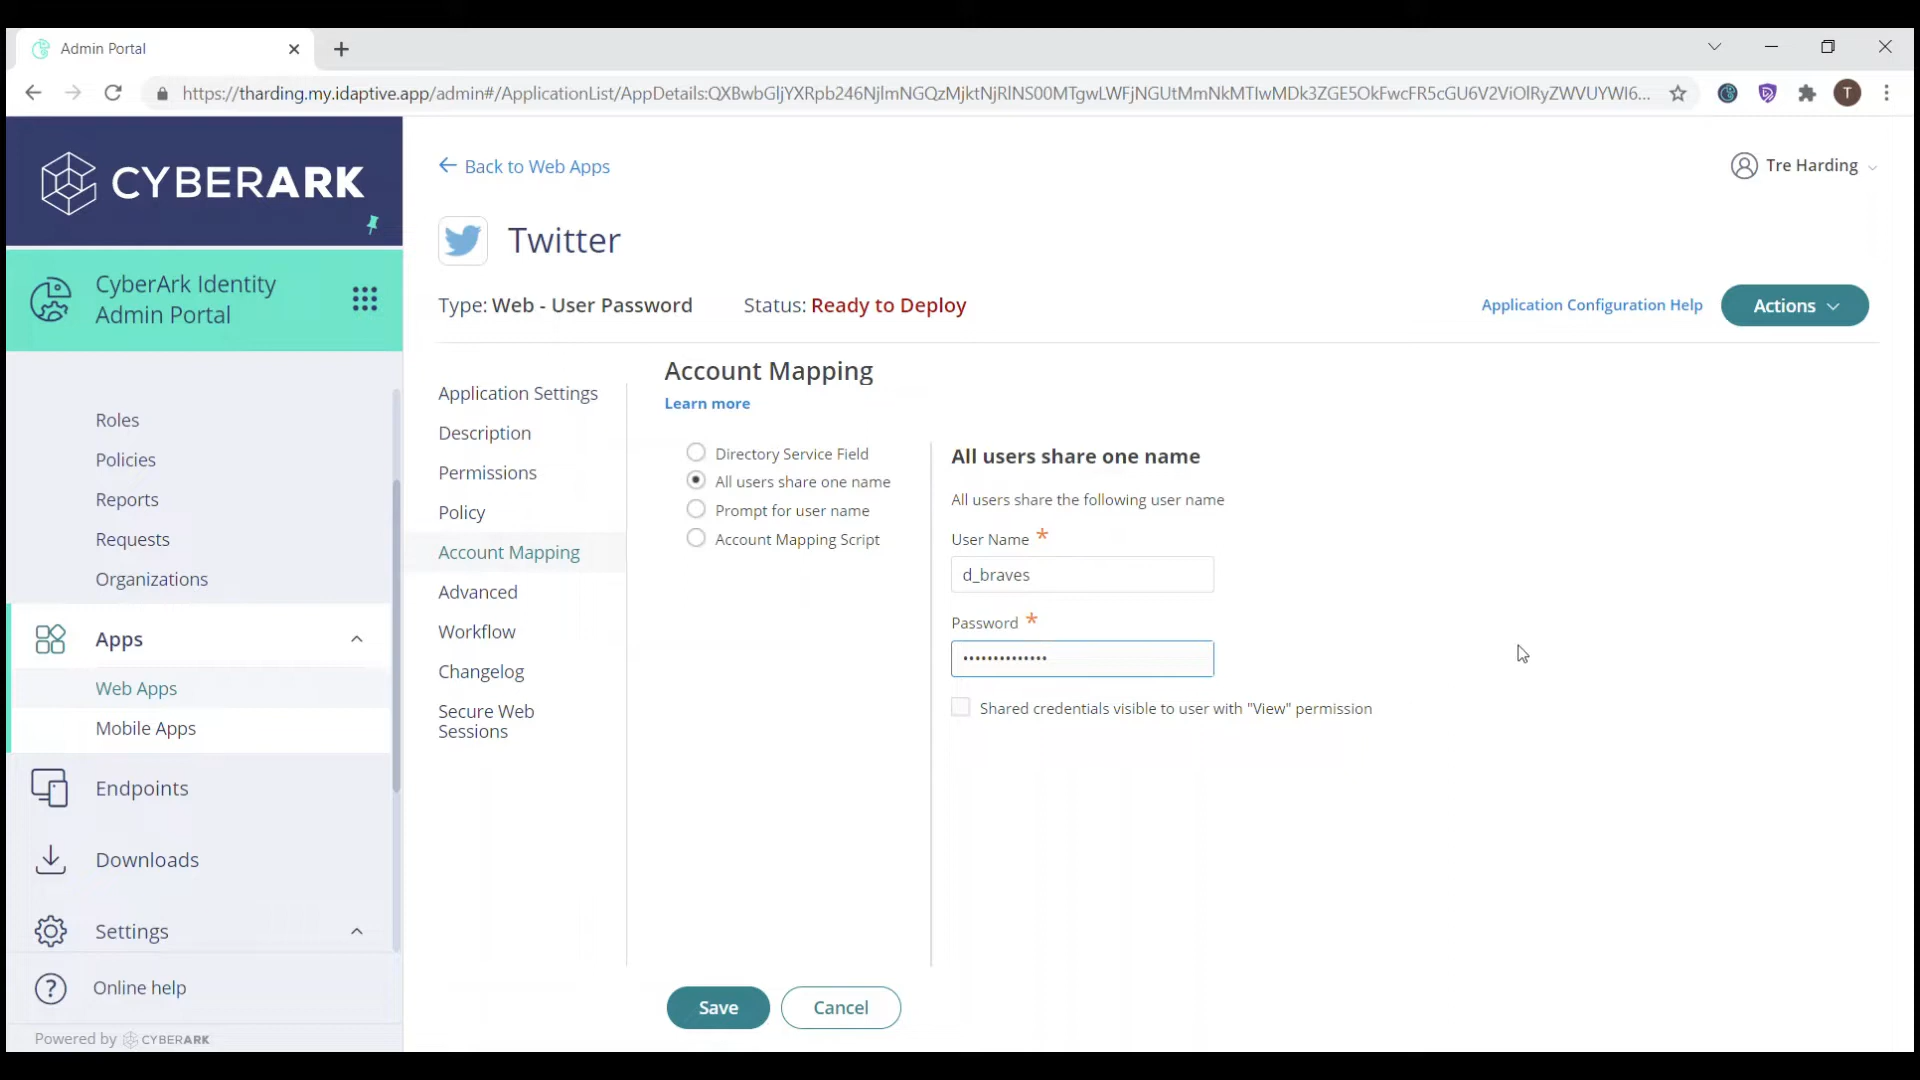 Admin Portal
https://tharding.my.idaptive.app/admin#/ApplicationList/AppDetails:QXBwbGljYXRpb246NjlmNGQzMjktNjRlNS00MTgwLWFjNGUtMmNkMTIwMDk3ZGE5OkFwcFR5cGU6V2ViOlRyZWVUYWI6...
T
CYBERARK
Back to Web Apps
Tre Harding
Twitter
CyberArk Identity
Admin Portal
Type: Web - User Password
Status: Ready to Deploy
Application Configuration Help
Actions
Roles
Policies
Reports
Requests
Organizations
Apps
Web Apps
Mobile Apps
Endpoints
Downloads
Settings
Online help
Powered by CYBERARK
Application Settings
Description
Permissions
Policy
Account Mapping
Advanced
Workflow
Changelog
Secure Web
Sessions
Account Mapping
Learn more
Directory Service Field
All users share one name
Prompt for user name
Account Mapping Script
All users share one name
All users share the following user name
User Name *
d_braves
Password *
••••••••••••••
Shared credentials visible to user with "View" permission
Save
Cancel